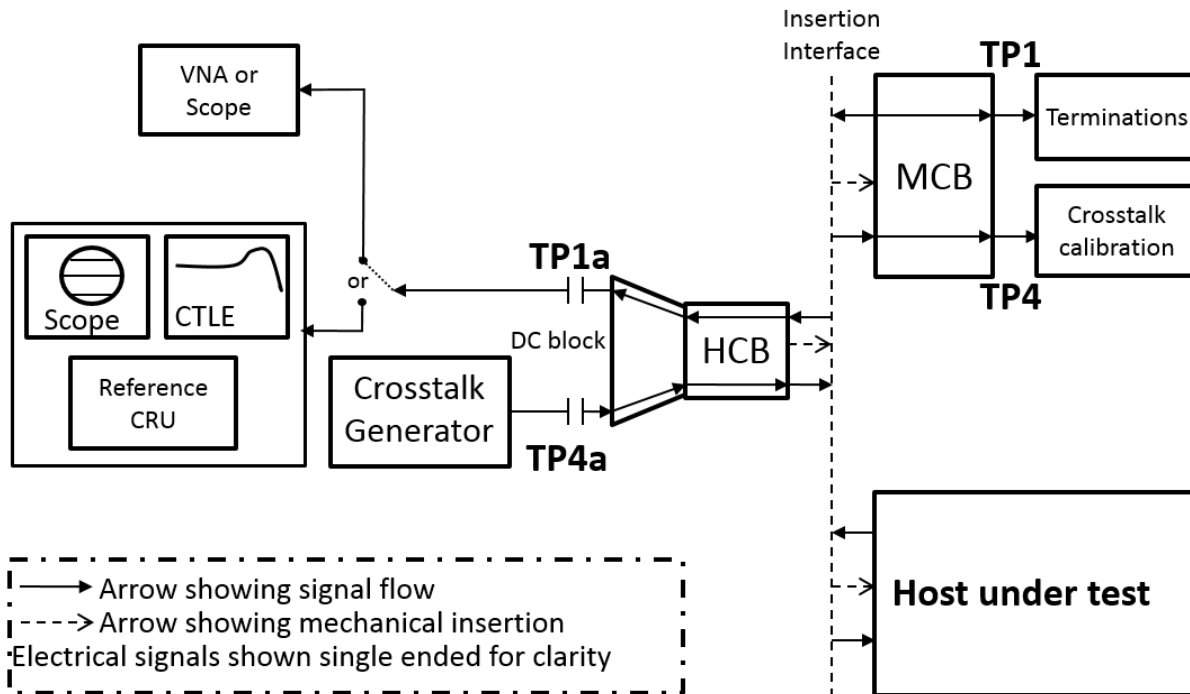 Insertion
Interface
VNA or
Scope
TP1
Terminations
MCB
Crosstalk
calibration
TP4
Scope
CTLE
Reference
CRU
or
TP1a
DC block
HCB
Crosstalk
Generator
TP4a
Host under test
Arrow showing signal flow
Arrow showing mechanical insertion
Electrical signals shown single ended for clarity